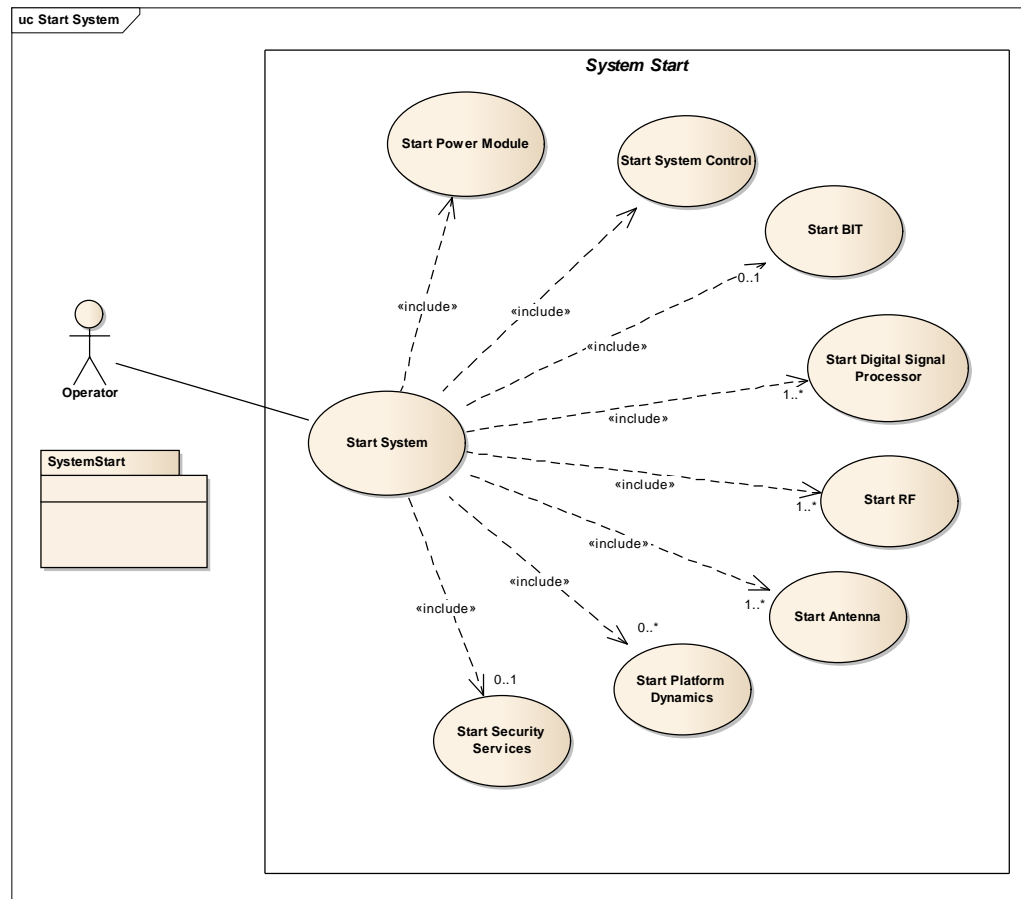 uc Start System
System Start
Start Power Module
Start System Control
Start BIT
0..1
«include»
«include»
«include»
Start Digital Signal
Processor
1..*
«include»
Operator
Start System
SystemStart
«include»
Start RF
1..*
«include»
Start Antenna
1..*
«include»
«include»
0..*
Start Platform
Dynamics
0..1
Start Security
Services